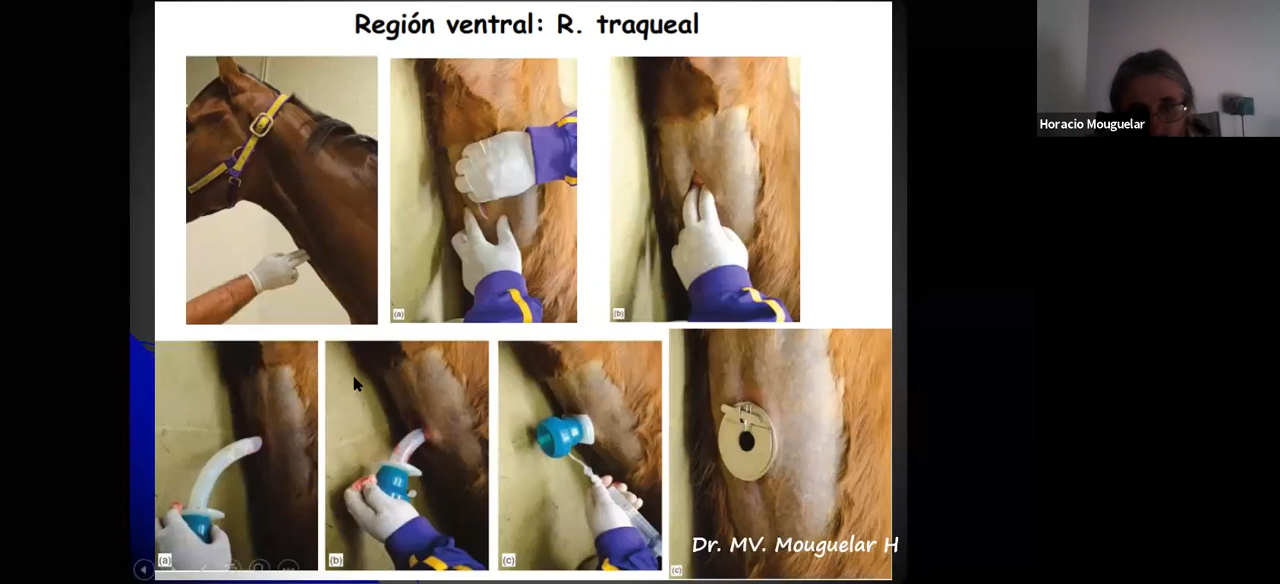 Región ventral: R. traqueal
Horacio Mouguelar
(a)
(b)
(a)
(b)
(c)
(c)
Dr. MV. Mouguelar H